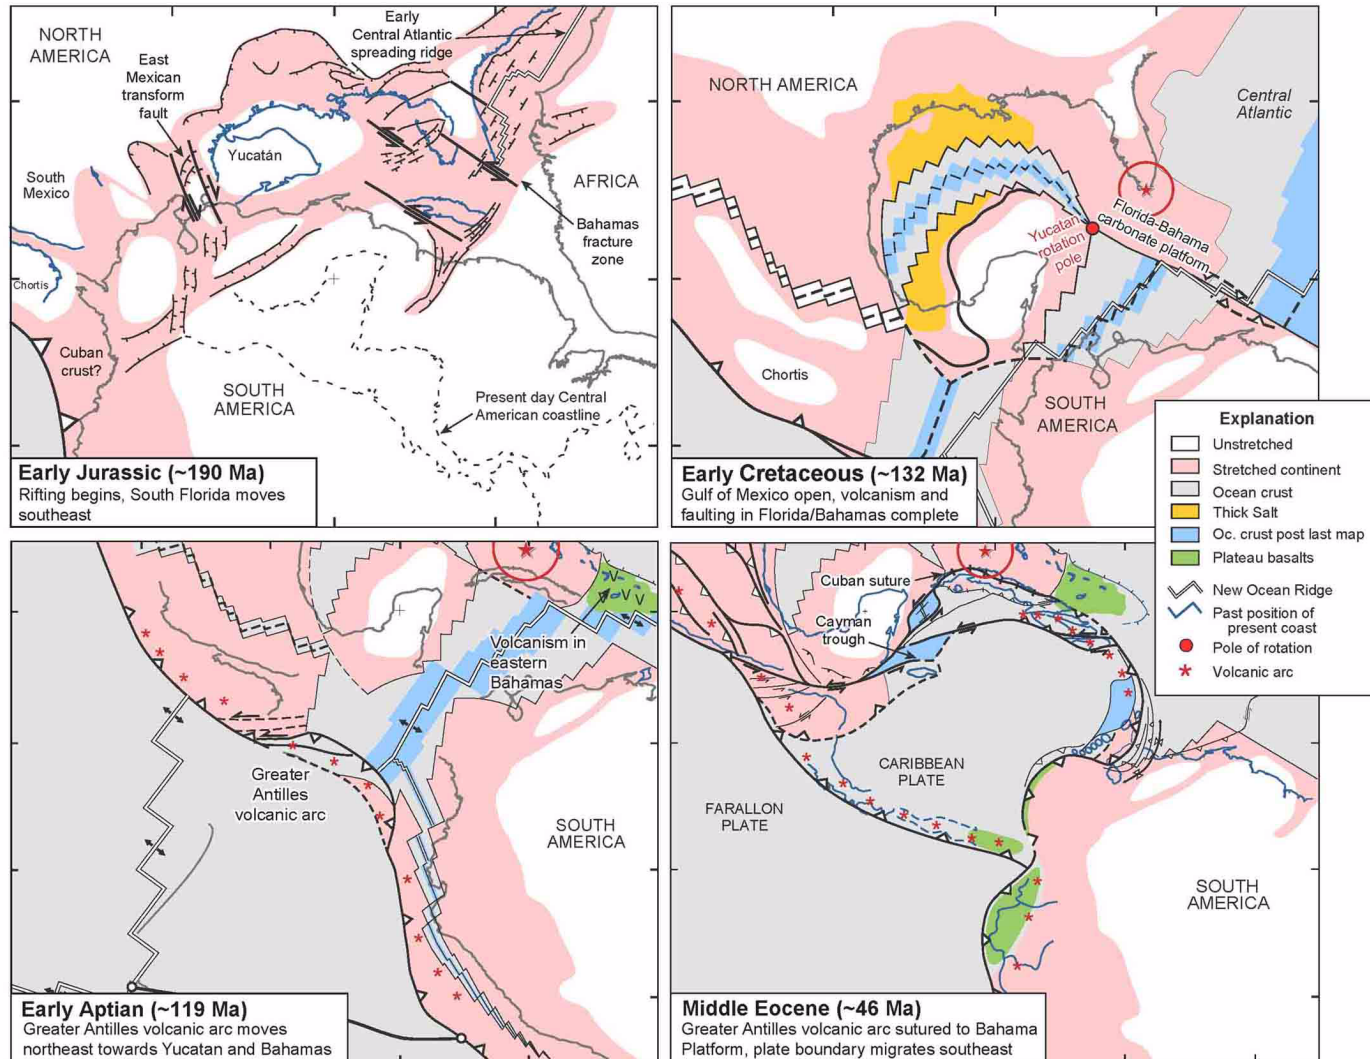 NORTH
AMERICA
Early
Central Atlantic
spreading ridge
East
Mexican
transform
fault
Yucatán
South
Mexico
AFRICA
Bahamas
fracture
zone
Chortis
Cuban
crust?
SOUTH
AMERICA
Present day Central
American coastline
Early Jurassic (~190 Ma)
Rifting begins, South Florida moves
southeast
NORTH AMERICA
Central
Atlantic
Florida-Bahama
carbonate platform
Yucatan
rotation
pole
Chortis
SOUTH
AMERICA
Early Cretaceous (~132 Ma)
Gulf of Mexico open, volcanism and
faulting in Florida/Bahamas complete
Explanation
Unstretched
Stretched continent
Ocean crust
Thick Salt
Oc. crust post last map
Plateau basalts
New Ocean Ridge
Past position of
present coast
Pole of rotation
Volcanic arc
V
V V V
Volcanism in
eastern
Bahamas
Greater
Antilles
volcanic arc
SOUTH
AMERICA
Early Aptian (~119 Ma)
Greater Antilles volcanic arc moves
northeast towards Yucatan and Bahamas
Cuban suture
Cayman
trough
CARIBBEAN
PLATE
FARALLON
PLATE
SOUTH
AMERICA
Middle Eocene (~46 Ma)
Greater Antilles volcanic arc sutured to Bahama
Platform, plate boundary migrates southeast